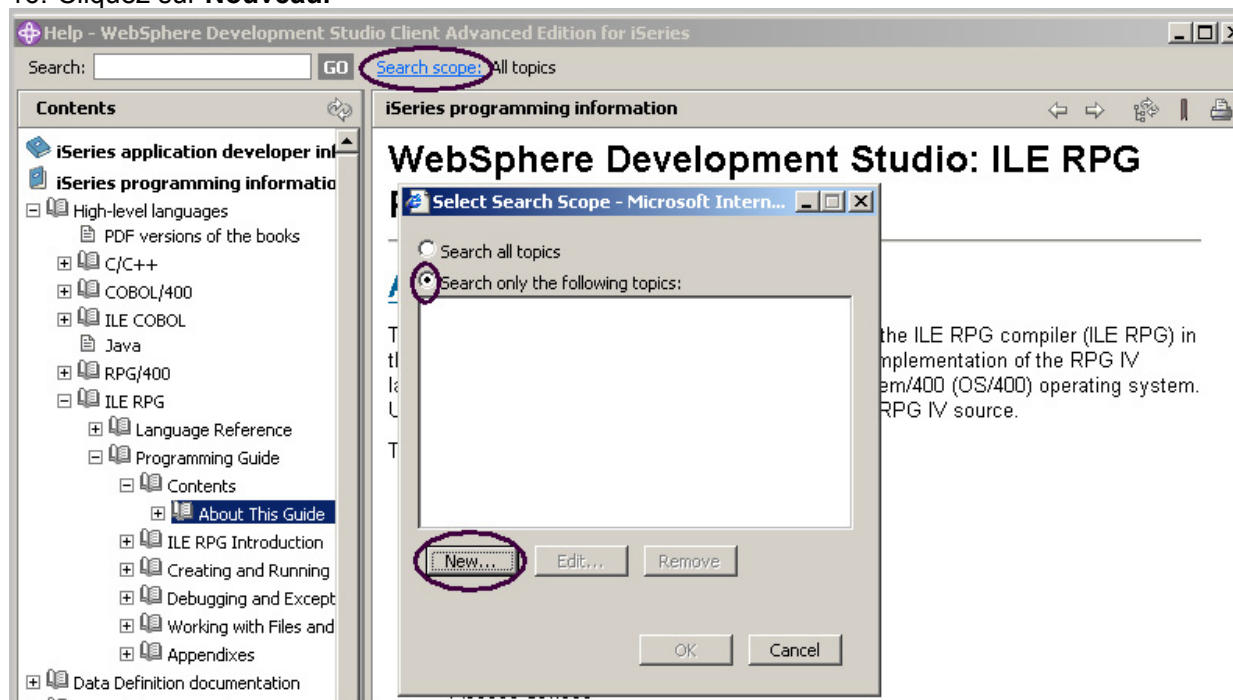 Cliquez sur Nouveau.
Help - WebSphere Development Studio Client Advanced Edition for iSeries
Search: GO Search scope: All topics
Contents
iSeries application developer inf
iSeries programming informatio
High-level languages
PDF versions of the books
C/C++
COBOL/400
ILE COBOL
Java
RPG/400
ILE RPG
Language Reference
Programming Guide
Contents
About This Guide
ILE RPG Introduction
Creating and Running
Debugging and Except
Working with Files and
Appendixes
Data Definition documentation
iSeries programming information
WebSphere Development Studio: ILE RPG
Select Search Scope - Microsoft Intern...
Search all topics
Search only the following topics:
New... Edit... Remove
OK Cancel
the ILE RPG compiler (ILE RPG) in
mplementation of the RPG IV
em/400 (OS/400) operating system.
RPG IV source.